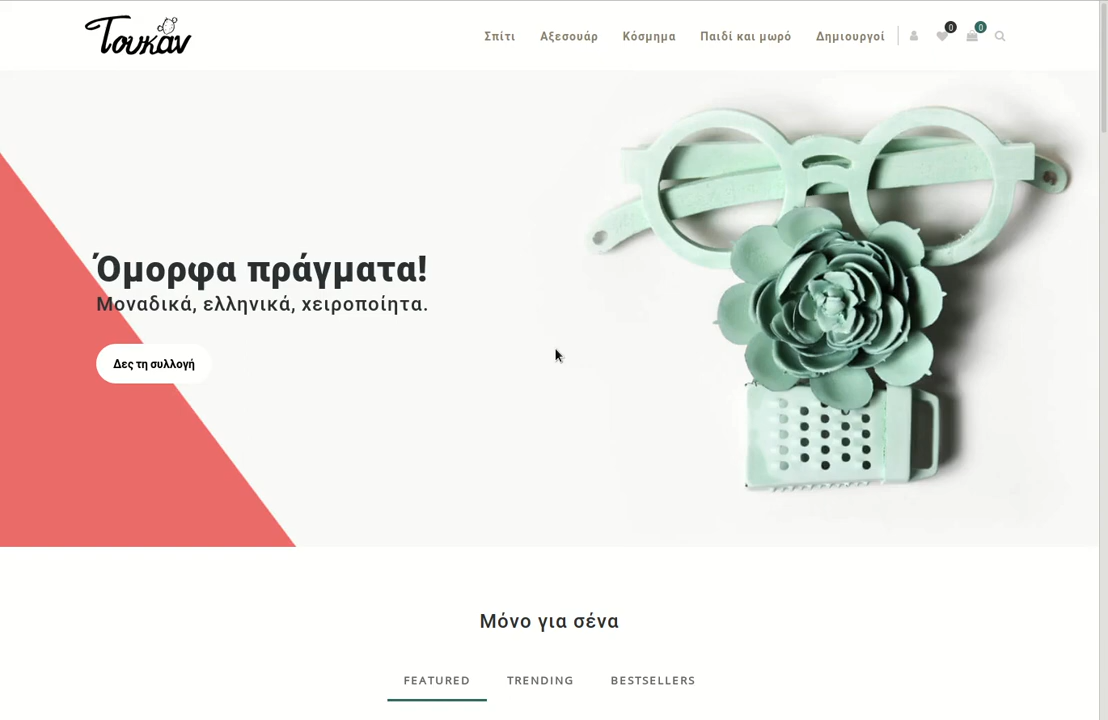 Τουκάν
Σπίτι Αξεσουάρ Κόσμημα Παιδί και μωρό Δημιουργοί 0 0
Όμορφα πράγματα!
Μοναδικά, ελληνικά, χειροποίητα.
Δες τη συλλογή
Μόνο για σένα
FEATURED TRENDING BESTSELLERS